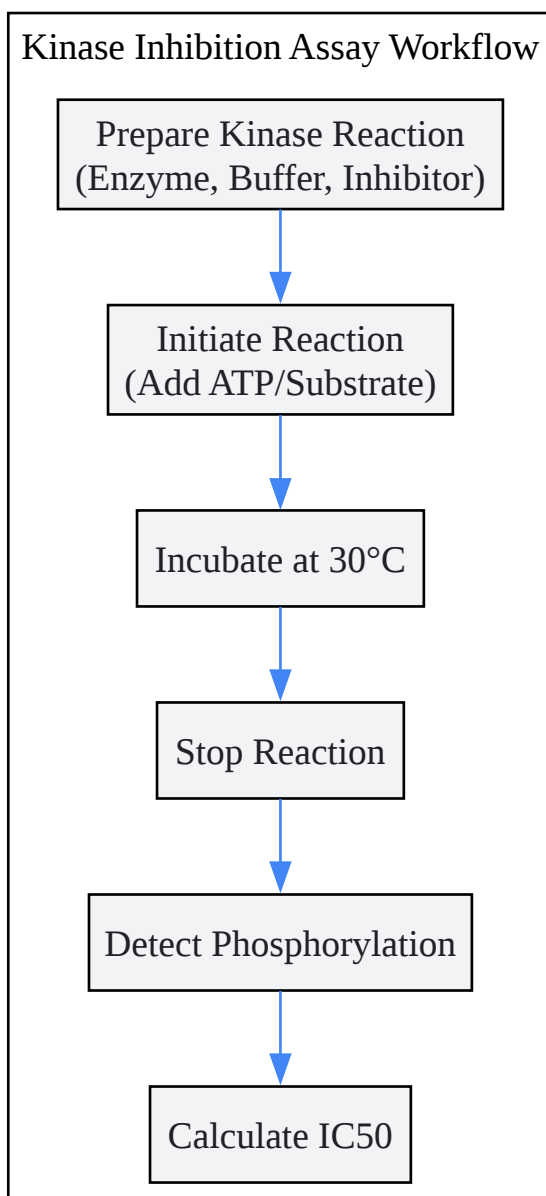 Kinase Inhibition Assay Workflow
Prepare Kinase Reaction
(Enzyme, Buffer, Inhibitor)
Initiate Reaction
(Add ATP/Substrate)
Incubate at 30°C
Stop Reaction
Detect Phosphorylation
Calculate IC50